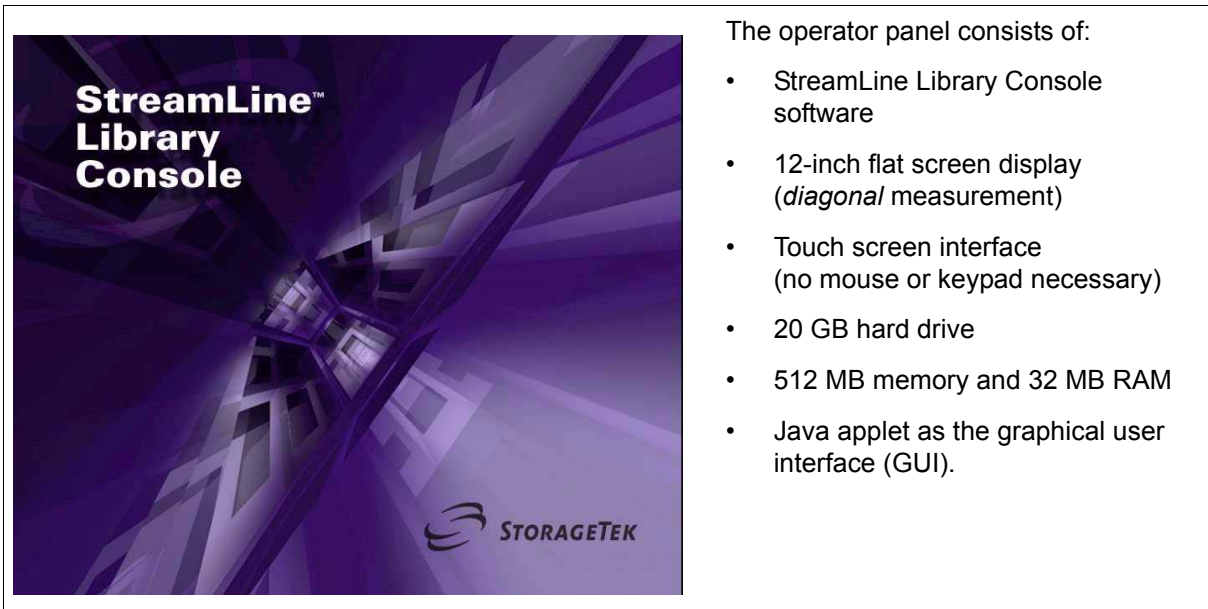 StreamLine™
Library
Console
STORAGETEK
The operator panel consists of:
• StreamLine Library Console
software
• 12-inch flat screen display
(diagonal measurement)
• Touch screen interface
(no mouse or keypad necessary)
• 20 GB hard drive
• 512 MB memory and 32 MB RAM
• Java applet as the graphical user
interface (GUI).